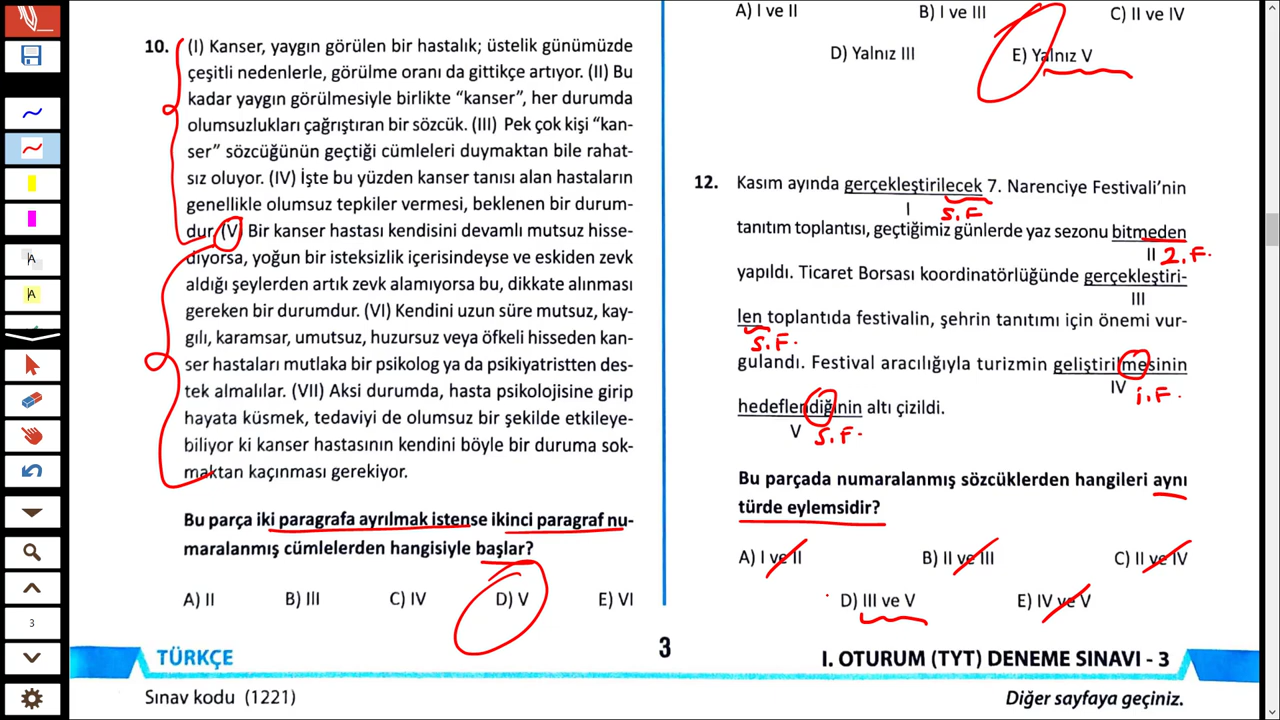 10. (I) Kanser, yaygın görülen bir hastalık; üstelik günümüzde
çeşitli nedenlerle, görülme oranı da gittikçe artıyor. (II) Bu
kadar yaygın görülmesiyle birlikte “kanser”, her durumda
olumsuzlukları çağrıştıran bir sözcük. (III) Pek çok kişi “kan-
ser” sözcüğünün geçtiği cümleleri duymaktan bile rahat-
sız oluyor. (IV) İşte bu yüzden kanser tanısı alan hastaların
genellikle olumsuz tepkiler vermesi, beklenen bir durum-
dur. (V) Bir kanser hastası kendisini devamlı mutsuz hisse-
diyorsa, yoğun bir isteksizlik içerisindeyse ve eskiden zevk
aldığı şeylerden artık zevk alamıyorsa bu, dikkate alınması
gereken bir durumdur. (VI) Kendini uzun süre mutsuz, kay-
gılı, karamsar, umutsuz, huzursuz veya öfkeli hisseden kan-
ser hastaları mutlaka bir psikolog ya da psikiyatristten des-
tek almalılar. (VII) Aksi durumda, hasta psikolojisine girip
hayata küsmek, tedaviyi de olumsuz bir şekilde etkileye-
biliyor ki kanser hastasının kendini böyle bir duruma sok-
maktan kaçınması gerekiyor.
Bu parça iki paragrafa ayrılmak istense ikinci paragraf nu-
maralanmış cümlelerden hangisiyle başlar?
A) II B) III C) IV D) V E) VI
A) I ve II B) I ve III C) II ve IV
D) Yalnız III E) Yalnız V
12. Kasım ayında gerçekleştirilecek 7. Narenciye Festivali’nin
I S.F
tanıtım toplantısı, geçtiğimiz günlerde yaz sezonu bitmeden
II 2.F.
yapıldı. Ticaret Borsası koordinatörlüğünde gerçekleştiri-
III
len toplantıda festivalin, şehrin tanıtımı için önemi vur-
S.F.
gulandı. Festival aracılığıyla turizmin geliştirilmesinin
IV i.F.
hedeflendiğinin altı çizildi.
V S.F.
Bu parçada numaralanmış sözcüklerden hangileri aynı
türde eylemsidir?
A) I ve II B) II ve III C) II ve IV
D) III ve V E) IV ve V
TÜRKÇE 3 I. OTURUM (TYT) DENEME SINAVI - 3
Sınav kodu (1221) Diğer sayfaya geçiniz.
A
A
3